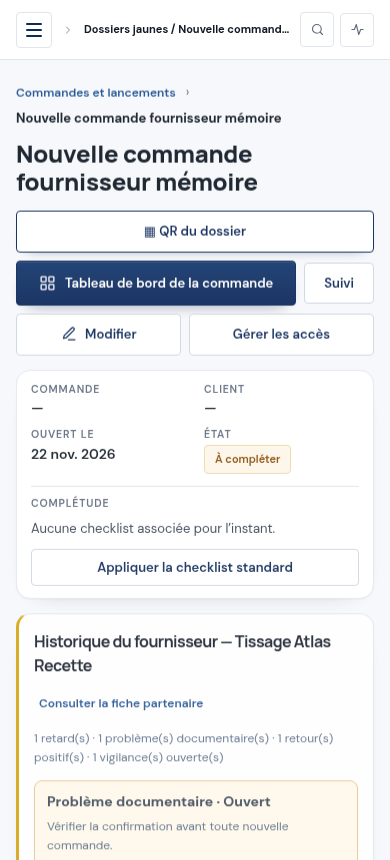 Dossiers jaunes / Nouvelle command...
Commandes et lancements ›
Nouvelle commande fournisseur mémoire
Nouvelle commande
fournisseur mémoire
QR du dossier
Tableau de bord de la commande
Suivi
Modifier
Gérer les accès
COMMANDE
CLIENT
—
—
OUVERT LE
ÉTAT
22 nov. 2026
À compléter
COMPLÉTUDE
Aucune checklist associée pour l’instant.
Appliquer la checklist standard
Historique du fournisseur — Tissage Atlas
Recette
Consulter la fiche partenaire
1 retard(s) · 1 problème(s) documentaire(s) · 1 retour(s)
positif(s) · 1 vigilance(s) ouverte(s)
Problème documentaire · Ouvert
Vérifier la confirmation avant toute nouvelle
commande.